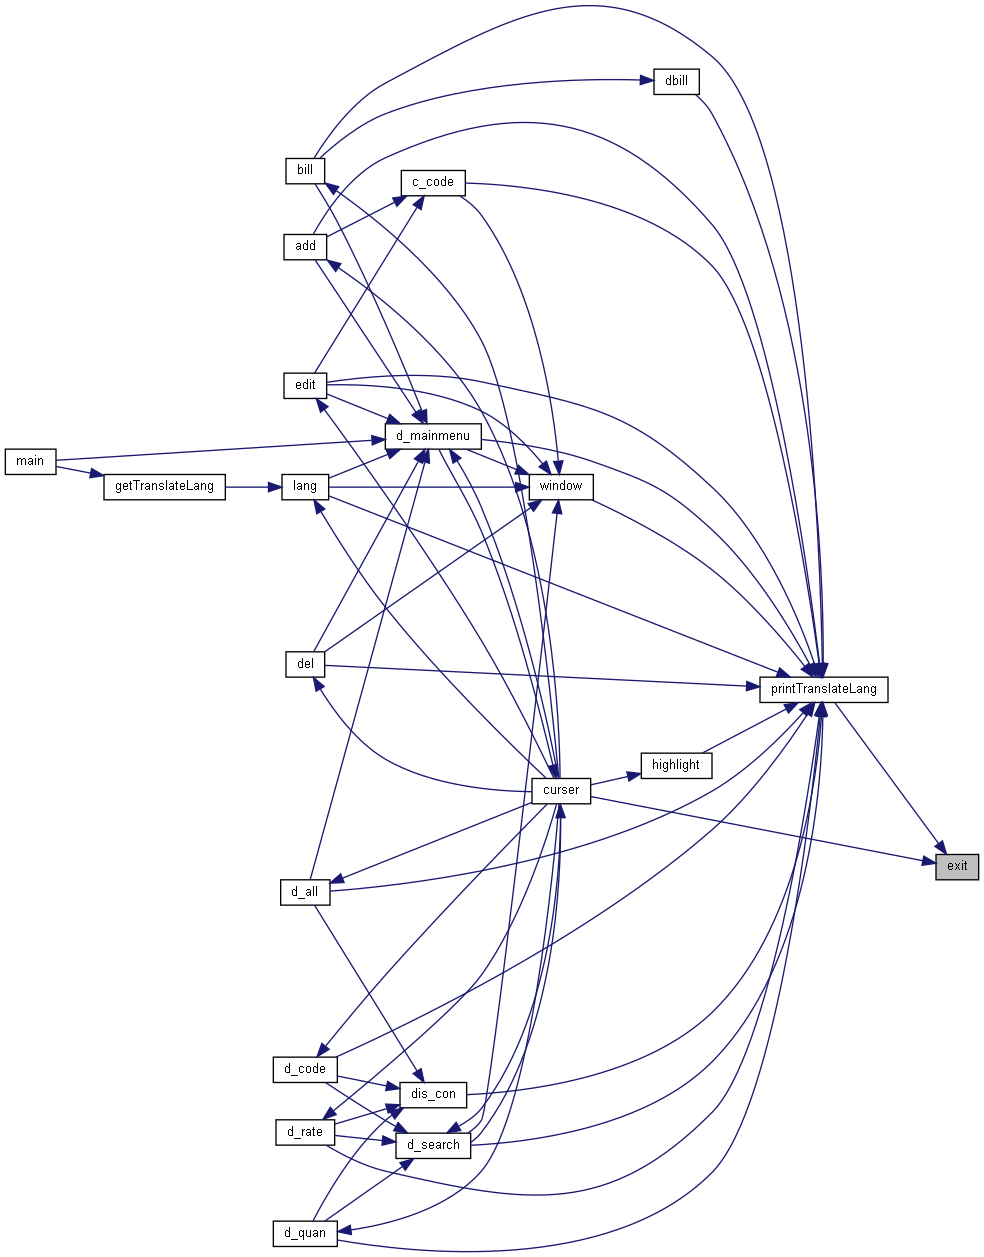 dbill
bill
c_code
add
edit
d_mainmenu
main
getTranslateLang
lang
window
del
printTranslateLang
highlight
curser
exit
d_all
d_code
dis_con
d_rate
d_search
d_quan